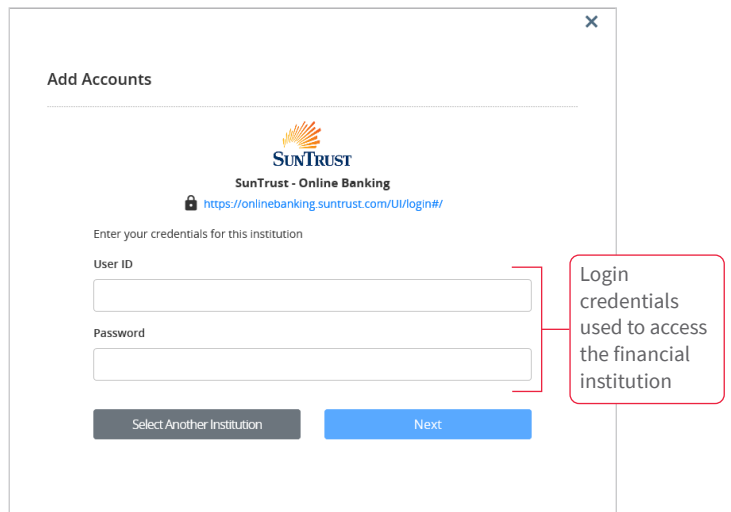 Add Accounts
SUNTRUST
SunTrust - Online Banking
https://onlinebanking.suntrust.com/UI/login#/
Enter your credentials for this institution
User ID
Password
Select Another Institution
Next
Login
credentials
used to access
the financial
institution